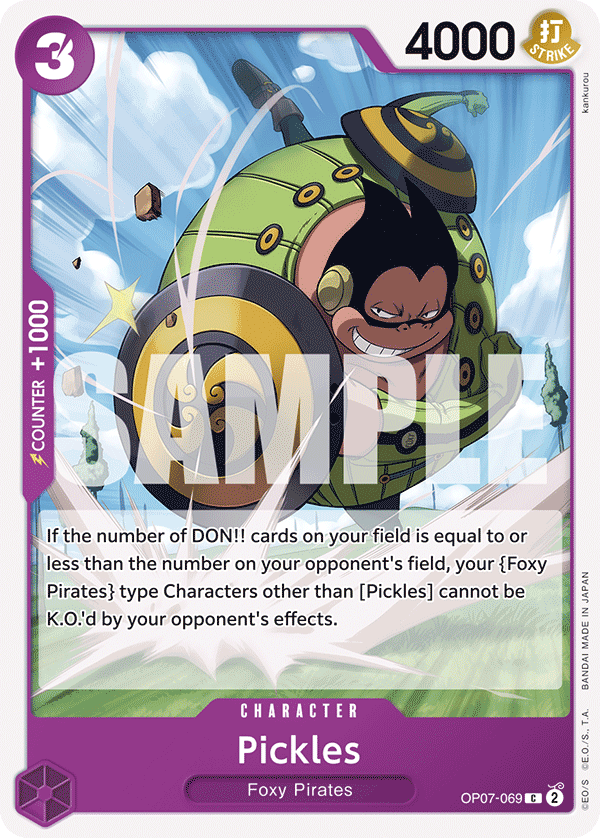 3
4000
打
STRIKE
kankurou
COUNTER +1000
SAMPLE
If the number of DON!! cards on your field is equal to or
less than the number on your opponent's field, your {Foxy
Pirates} type Characters other than [Pickles] cannot be
K.O.'d by your opponent's effects.
CHARACTER
Pickles
Foxy Pirates
OP07-069 C 2
©EO/S ©E.O./S., T.A. BANDAI MADE IN JAPAN